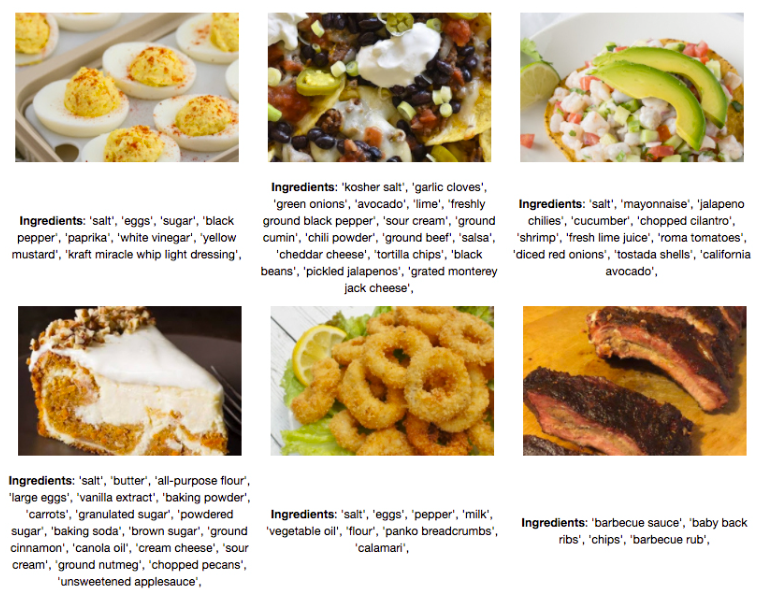 Ingredients: 'salt', 'eggs', 'sugar', 'black
pepper', 'paprika', 'white vinegar', 'yellow
mustard', 'kraft miracle whip light dressing',
Ingredients: 'kosher salt', 'garlic cloves',
'green onions', 'avocado', 'lime', 'freshly
ground black pepper', 'sour cream', 'ground
cumin', 'chili powder', 'ground beef', 'salsa',
'cheddar cheese', 'tortilla chips', 'black
beans', 'pickled jalapenos', 'grated monterey
jack cheese',
Ingredients: 'salt', 'mayonnaise', 'jalapeno
chilies', 'cucumber', 'chopped cilantro',
'shrimp', 'fresh lime juice', 'roma tomatoes',
'diced red onions', 'tostada shells', 'california
avocado',
Ingredients: 'salt', 'butter', 'all-purpose flour',
'large eggs', 'vanilla extract', 'baking powder',
'carrots', 'granulated sugar', 'powdered
sugar', 'baking soda', 'brown sugar', 'ground
cinnamon', 'canola oil', 'cream cheese', 'sour
cream', 'ground nutmeg', 'chopped pecans',
'unsweetened applesauce',
Ingredients: 'salt', 'eggs', 'pepper', 'milk',
'vegetable oil', 'flour', 'panko breadcrumbs',
'calamari',
Ingredients: 'barbecue sauce', 'baby back
ribs', 'chips', 'barbecue rub',